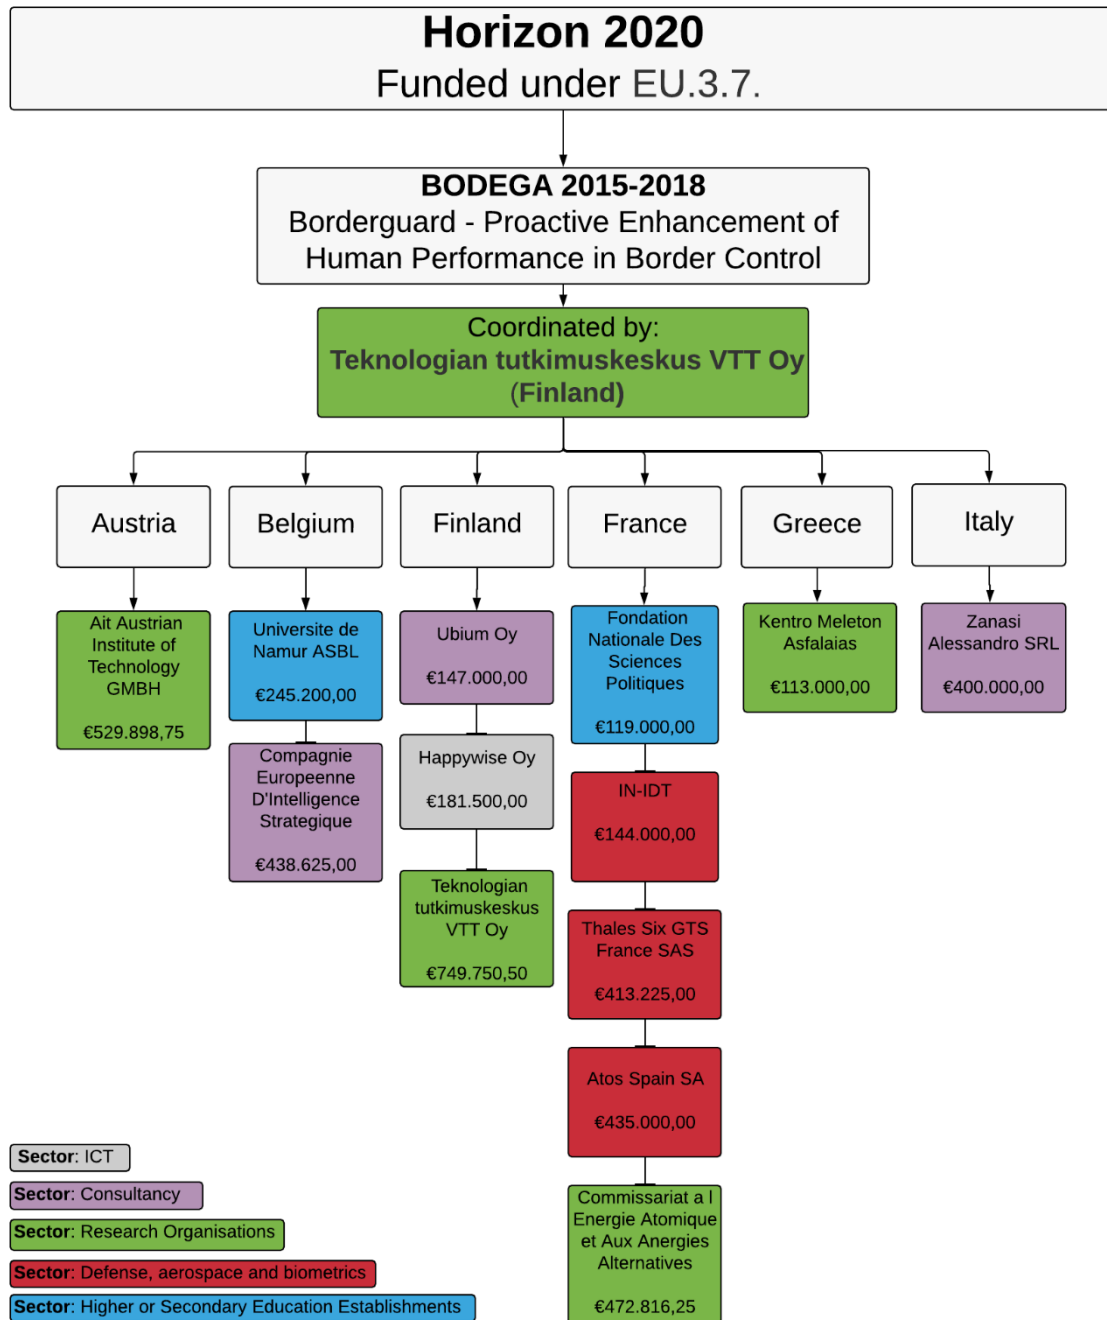 Horizon 2020
Funded under EU.3.7.
BODEGA 2015-2018
Borderguard - Proactive Enhancement of
Human Performance in Border Control
Coordinated by:
Teknologian tutkimuskeskus VTT Oy
(Finland)
Austria
Belgium
Finland
France
Greece
Italy
Ait Austrian
Institute of
Technology
GMBH
€529.898,75
Universite de
Namur ASBL
€245.200,00
Compagnie
Europeenne
D'Intelligence
Strategique
€438.625,00
Ubium Oy
€147.000,00
Happywise Oy
€181.500,00
Teknologian
tutkimuskeskus
VTT Oy
€749.750,50
Fondation
Nationale Des
Sciences
Politiques
€119.000,00
IN-IDT
€144.000,00
Thales Six GTS
France SAS
€413.225,00
Atos Spain SA
€435.000,00
Commissariat a l
Energie Atomique
et Aux Anergies
Alternatives
€472.816,25
Kentro Meleton
Asfalaias
€113.000,00
Zanasi
Alessandro SRL
€400.000,00
Sector: ICT
Sector: Consultancy
Sector: Research Organisations
Sector: Defense, aerospace and biometrics
Sector: Higher or Secondary Education Establishments